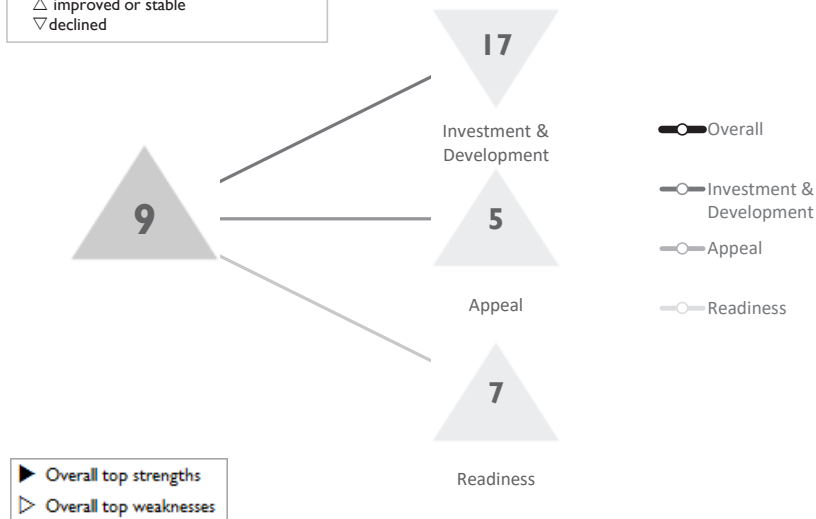 △ improved or stable
▽ declined
17
Investment &
Development
9
5
Appeal
7
Readiness
Overall
Investment &
Development
Appeal
Readiness
▶ Overall top strengths
▷ Overall top weaknesses